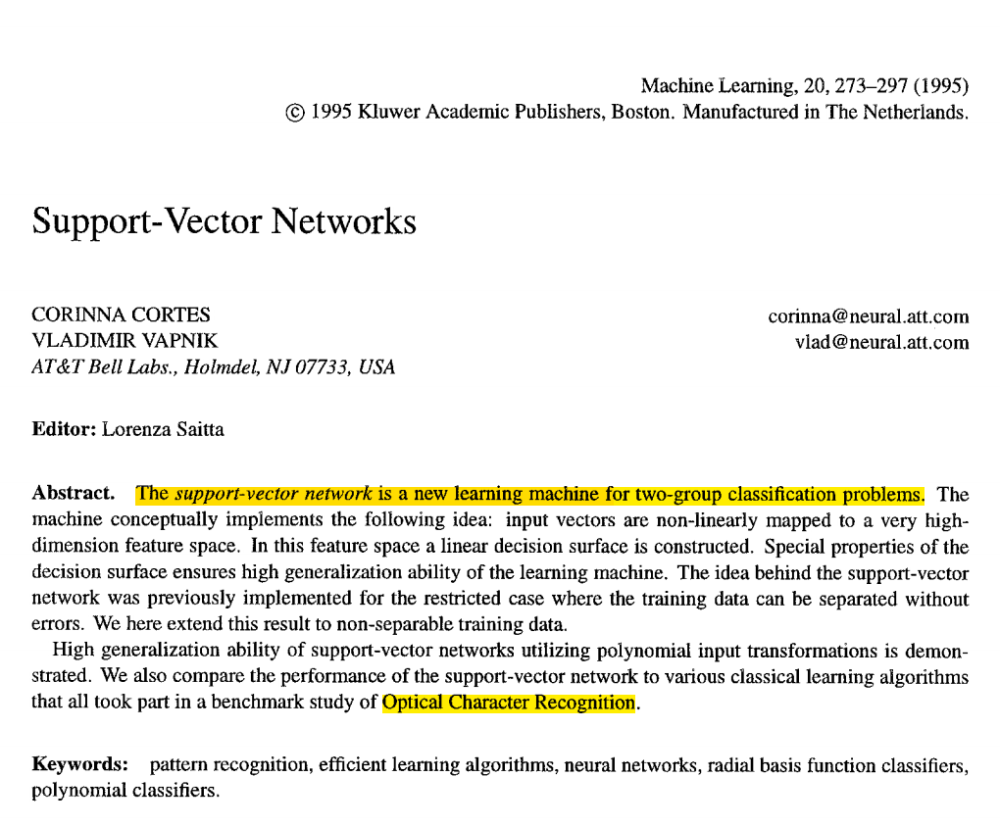 Machine Learning, 20, 273–297 (1995)
© 1995 Kluwer Academic Publishers, Boston. Manufactured in The Netherlands.
Support-Vector Networks
CORINNA CORTES corinna@neural.att.com
VLADIMIR VAPNIK vlad@neural.att.com
AT&T Bell Labs., Holmdel, NJ 07733, USA
Editor: Lorenza Saitta
Abstract. The support-vector network is a new learning machine for two-group classification problems. The
machine conceptually implements the following idea: input vectors are non-linearly mapped to a very high-
dimension feature space. In this feature space a linear decision surface is constructed. Special properties of the
decision surface ensures high generalization ability of the learning machine. The idea behind the support-vector
network was previously implemented for the restricted case where the training data can be separated without
errors. We here extend this result to non-separable training data.
High generalization ability of support-vector networks utilizing polynomial input transformations is demon-
strated. We also compare the performance of the support-vector network to various classical learning algorithms
that all took part in a benchmark study of Optical Character Recognition.
Keywords: pattern recognition, efficient learning algorithms, neural networks, radial basis function classifiers,
polynomial classifiers.